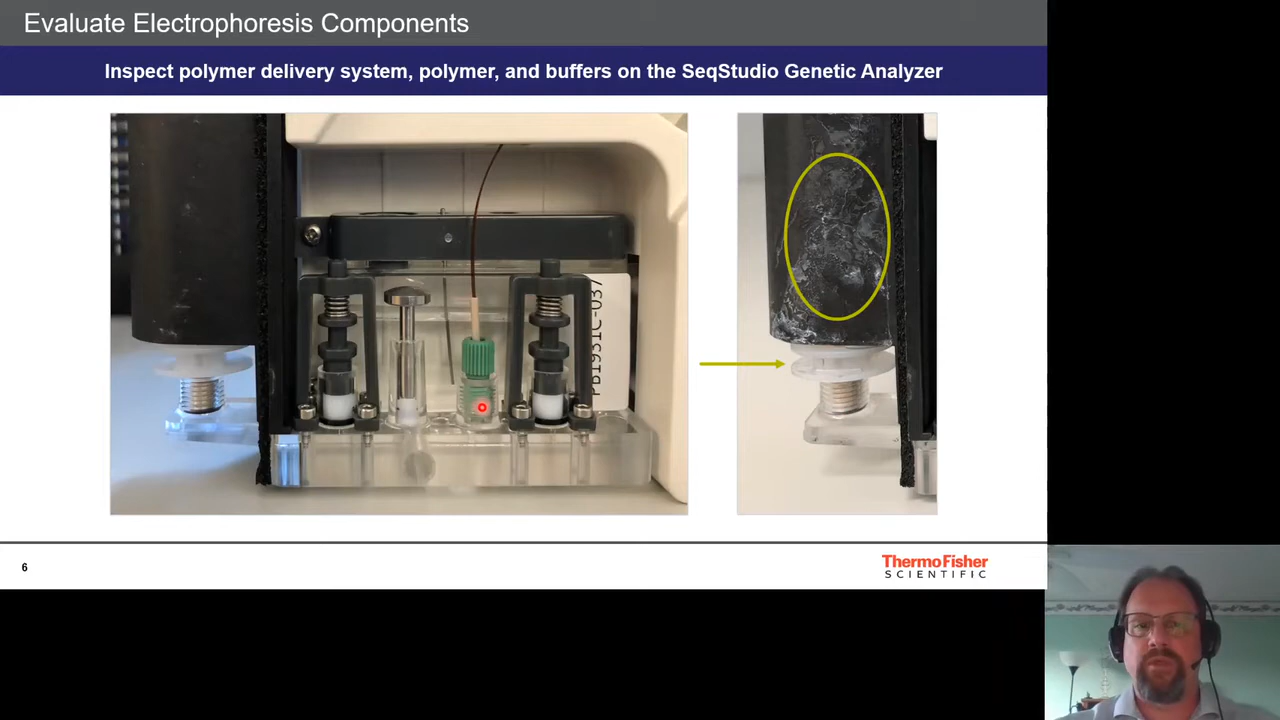 Evaluate Electrophoresis Components
Inspect polymer delivery system, polymer, and buffers on the SeqStudio Genetic Analyzer
6
ThermoFisher
SCIENTIFIC